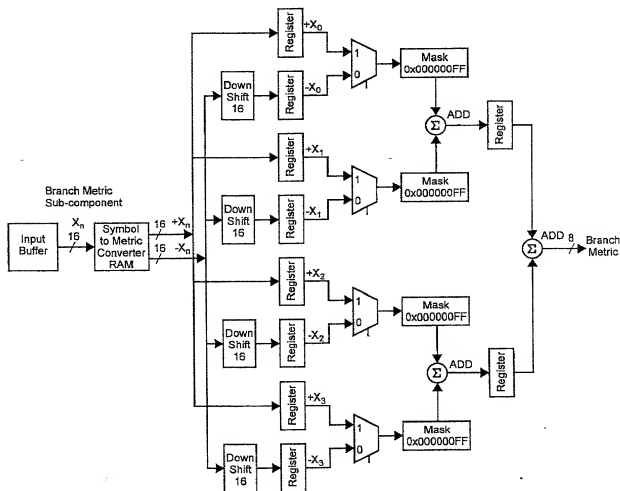 Register
+X0
1
0
Mask
0x000000FF
Down
Shift
16
Register
-X0
Σ
ADD
Register
Register
+X1
1
0
Mask
0x000000FF
Down
Shift
16
Register
-X1
Branch Metric
Sub-component
Input
Buffer
Xn
16
Symbol
to Metric
Converter
RAM
16
+Xn
16
-Xn
Σ
ADD
8
Branch
Metric
Register
+X2
1
0
Mask
0x000000FF
Down
Shift
16
Register
-X2
Σ
ADD
Register
Register
+X3
1
0
Mask
0x000000FF
Down
Shift
16
Register
-X3